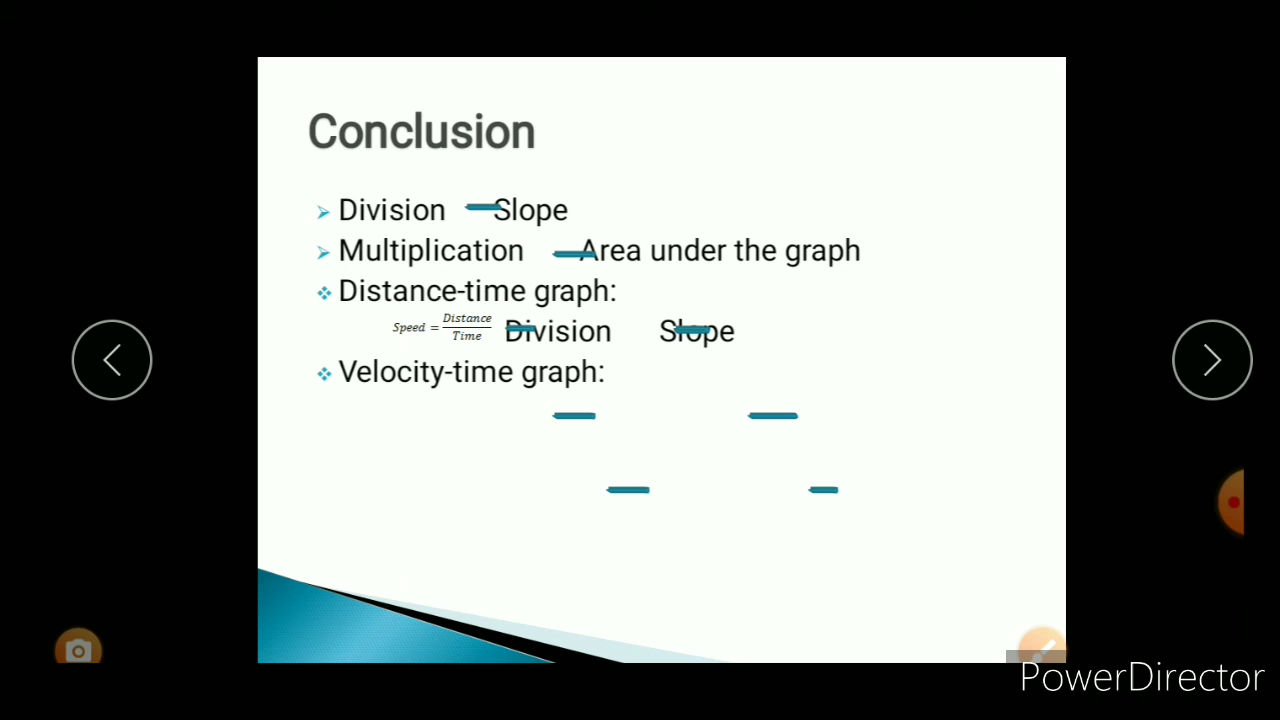 Conclusion
Division Slope
Multiplication Area under the graph
Distance-time graph:
Speed = Distance / Time Division Slope
Velocity-time graph:
PowerDirector